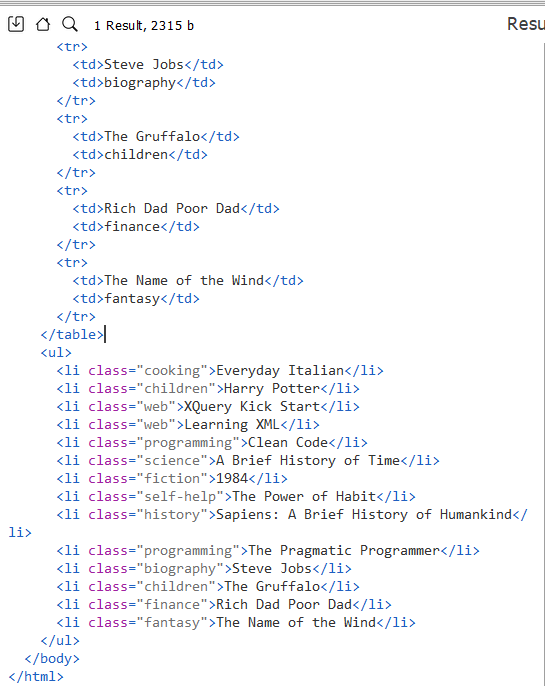 1 Result, 2315 b Resu
<tr>
<td>Steve Jobs</td>
<td>biography</td>
</tr>
<tr>
<td>The Gruffalo</td>
<td>children</td>
</tr>
<tr>
<td>Rich Dad Poor Dad</td>
<td>finance</td>
</tr>
<tr>
<td>The Name of the Wind</td>
<td>fantasy</td>
</tr>
</table>
<ul>
<li class="cooking">Everyday Italian</li>
<li class="children">Harry Potter</li>
<li class="web">XQuery Kick Start</li>
<li class="web">Learning XML</li>
<li class="programming">Clean Code</li>
<li class="science">A Brief History of Time</li>
<li class="fiction">1984</li>
<li class="self-help">The Power of Habit</li>
<li class="history">Sapiens: A Brief History of Humankind</
li>
<li class="programming">The Pragmatic Programmer</li>
<li class="biography">Steve Jobs</li>
<li class="children">The Gruffalo</li>
<li class="finance">Rich Dad Poor Dad</li>
<li class="fantasy">The Name of the Wind</li>
</ul>
</body>
</html>